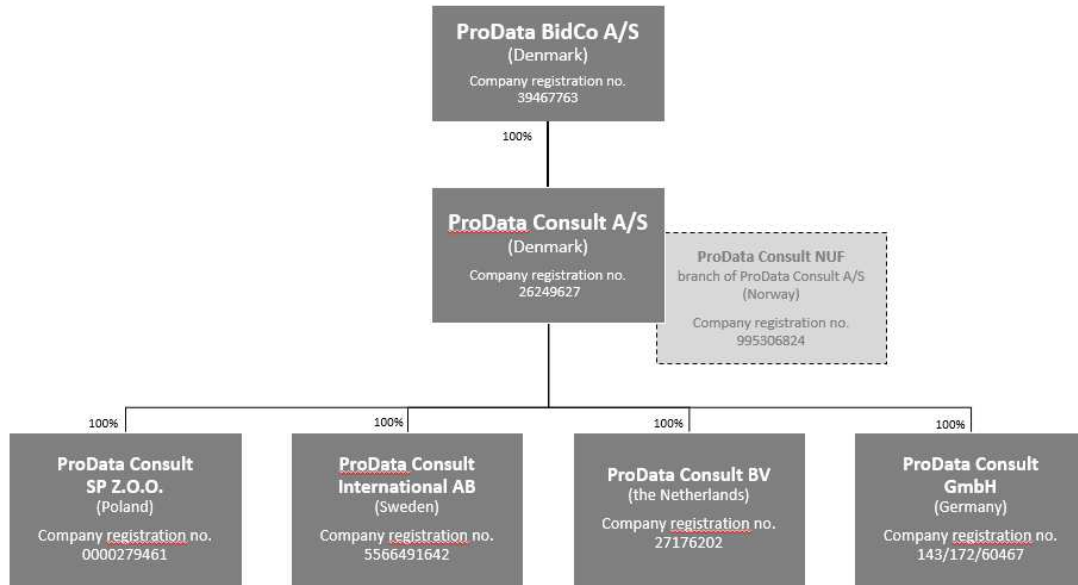 ProData BidCo A/S
(Denmark)
Company registration no.
39467763
100%
ProData Consult A/S
(Denmark)
Company registration no.
26249627
ProData Consult NUF
branch of ProData Consult A/S
(Norway)
Company registration no.
995306824
100%
100%
100%
100%
ProData Consult
SP Z.O.O.
(Poland)
Company registration no.
0000279461
ProData Consult
International AB
(Sweden)
Company registration no.
5566491642
ProData Consult BV
(the Netherlands)
Company registration no.
27176202
ProData Consult
GmbH
(Germany)
Company registration no.
143/172/60467